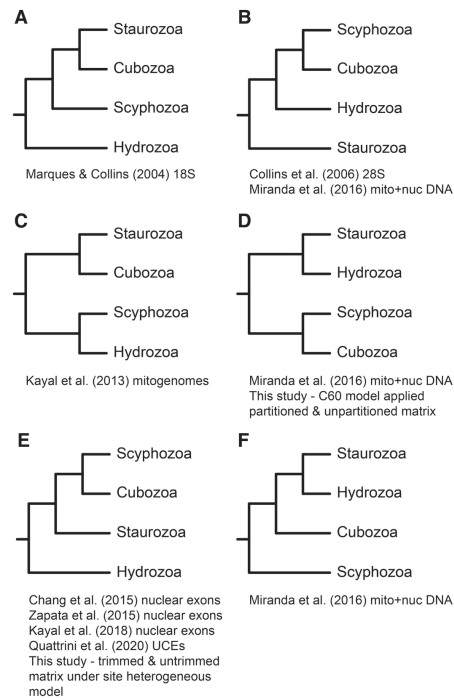 A
Staurozoa
Cubozoa
Scyphozoa
Hydrozoa
Marques & Collins (2004) 18S
B
Scyphozoa
Cubozoa
Hydrozoa
Staurozoa
Collins et al. (2006) 28S
Miranda et al. (2016) mito+nuc DNA
C
Staurozoa
Cubozoa
Scyphozoa
Hydrozoa
Kayal et al. (2013) mitogenomes
D
Staurozoa
Hydrozoa
Scyphozoa
Cubozoa
Miranda et al. (2016) mito+nuc DNA
This study - C60 model applied
partitioned & unpartitioned matrix
E
Scyphozoa
Cubozoa
Staurozoa
Hydrozoa
Chang et al. (2015) nuclear exons
Zapata et al. (2015) nuclear exons
Kayal et al. (2018) nuclear exons
Quattrini et al. (2020) UCEs
This study - trimmed & untrimmed
matrix under site heterogeneous
model
F
Staurozoa
Hydrozoa
Cubozoa
Scyphozoa
Miranda et al. (2016) mito+nuc DNA